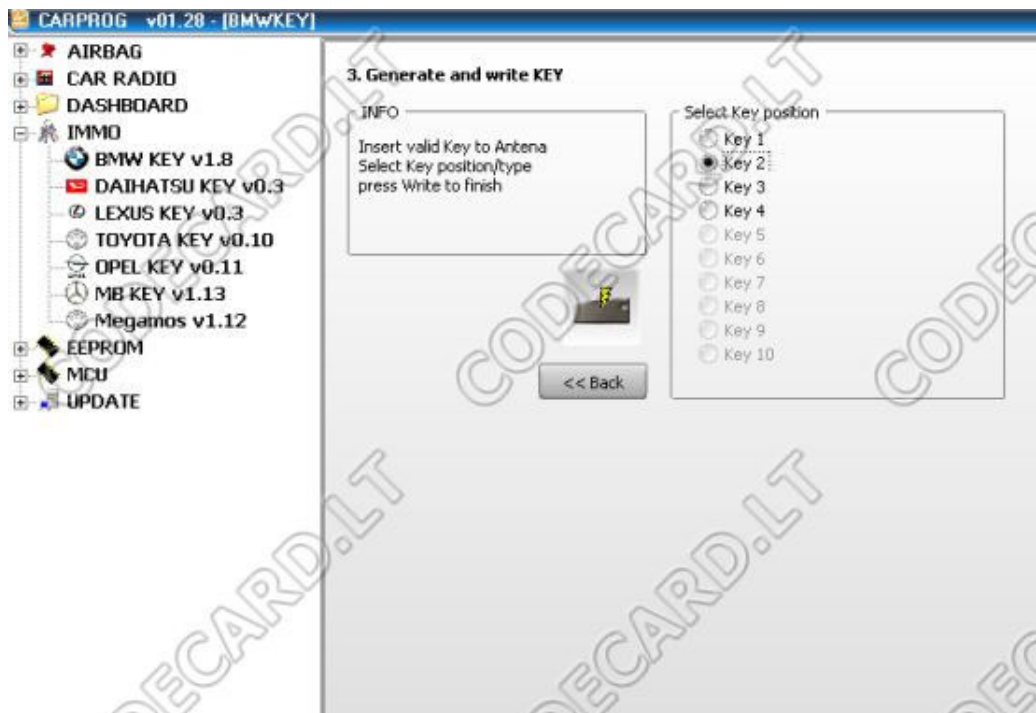 CARPROG v01.28 - [BMWKEY]
AIRBAG
CAR RADIO
DASHBOARD
IMMO
BMW KEY v1.8
DAIHATSU KEY v0.3
LEXUS KEY v0.3
TOYOTA KEY v0.10
OPEL KEY v0.11
MB KEY v1.13
Megamos v1.12
EEPROM
MCU
UPDATE
3. Generate and write KEY
INFO
Insert valid Key to Antena
Select Key position/type
press Write to finish
<< Back
Select Key position
Key 1
Key 2
Key 3
Key 4
Key 5
Key 6
Key 7
Key 8
Key 9
Key 10
CODECARD.LT
CODECARD.LT
CODECARD.LT
CODECARD.LT